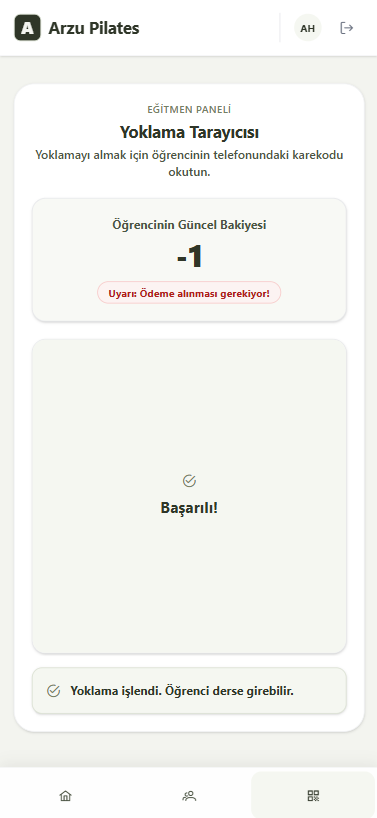 A Arzu Pilates
AH
EĞİTMEN PANELİ
Yoklama Tarayıcısı
Yoklamayı almak için öğrencinin telefonundaki karekodu
okutun.
Öğrencinin Güncel Bakiyesi
-1
Uyarı: Ödeme alınması gerekiyor!
Başarılı!
Yoklama işlendi. Öğrenci derse girebilir.